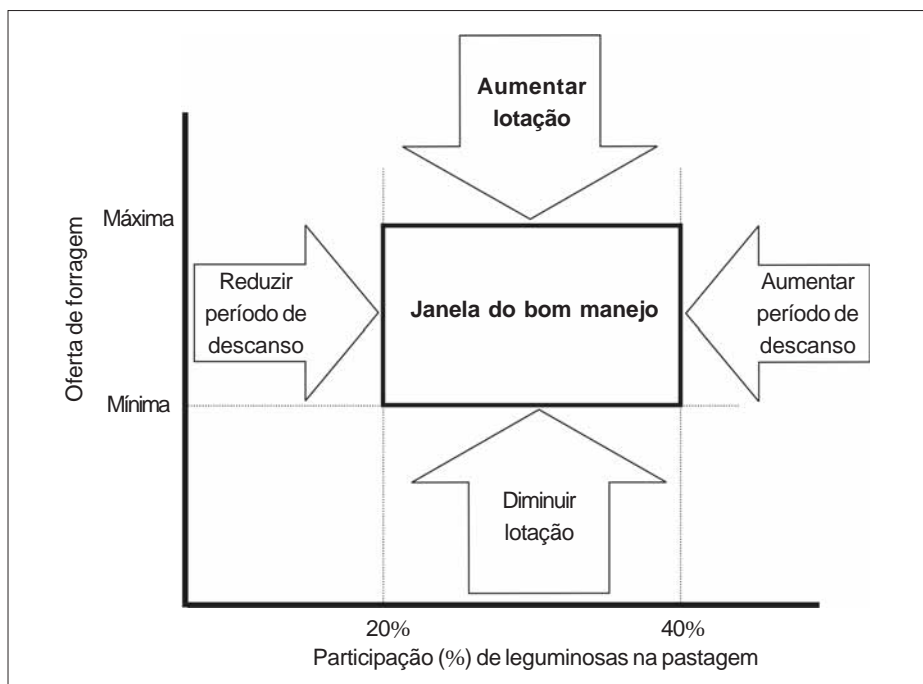 Aumentar
lotação
Máxima
Reduzir
período de
descanso
Janela do bom manejo
Aumentar
período de
descanso
Oferta de forragem
Mínima
Diminuir
lotação
20%
40%
Participação (%) de leguminosas na pastagem